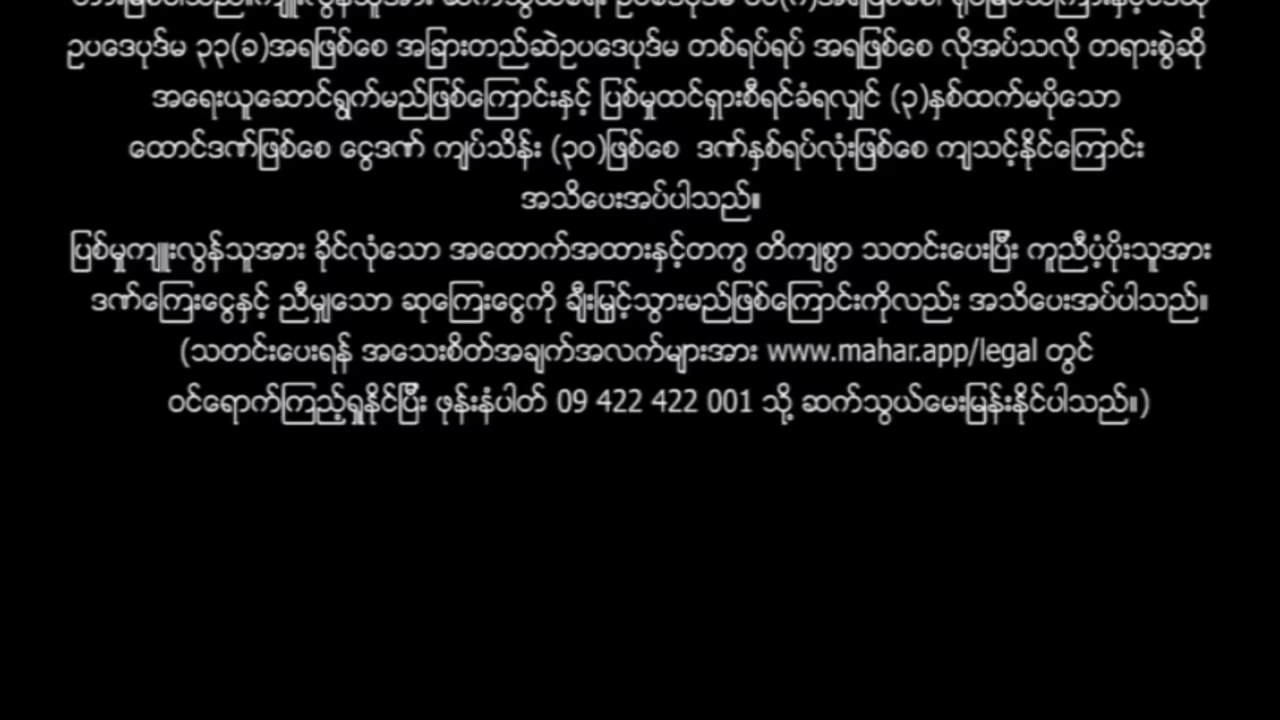 ဥပဒေပုဒ်မ ၃၃(ခ)အရဖြစ်စေ အခြားတည်ဆဲဥပဒေပုဒ်မ တစ်ရပ်ရပ် အရဖြစ်စေ လိုအပ်သလို တရားစွဲဆို
အရေးယူဆောင်ရွက်မည်ဖြစ်ကြောင်းနှင့် ပြစ်မှုထင်ရှားစီရင်ခံရလျှင် (၃)နှစ်ထက်မပိုသော
ထောင်ဒဏ်ဖြစ်စေ ငွေဒဏ် ကျပ်သိန်း (၃၀)ဖြစ်စေ ဒဏ်နှစ်ရပ်လုံးဖြစ်စေ ကျသင့်နိုင်ကြောင်း
အသိပေးအပ်ပါသည်။
ပြစ်မှုကျူးလွန်သူအား ခိုင်လုံသော အထောက်အထားနှင့်တကွ တိကျစွာ သတင်းပေးပြီး ကူညီပံ့ပိုးသူအား
ဒဏ်ကြေးငွေနှင့် ညီမျှသော ဆုကြေးငွေကို ချီးမြှင့်သွားမည်ဖြစ်ကြောင်းကိုလည်း အသိပေးအပ်ပါသည်။
(သတင်းပေးရန် အသေးစိတ်အချက်အလက်များအား www.mahar.app/legal တွင်
ဝင်ရောက်ကြည့်ရှုနိုင်ပြီး ဖုန်းနံပါတ် 09 422 422 001 သို့ ဆက်သွယ်မေးမြန်းနိုင်ပါသည်။)